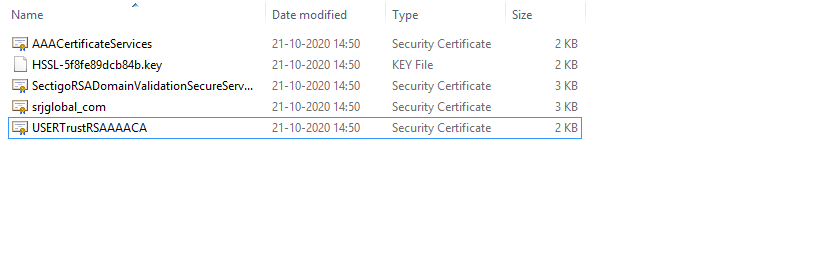 Name Date modified Type Size
AAACertificateServices 21-10-2020 14:50 Security Certificate 2 KB
HSSL-5f8fe89dcb84b.key 21-10-2020 14:50 KEY File 2 KB
SectigoRSADomainValidationSecureServ... 21-10-2020 14:50 Security Certificate 3 KB
srjglobal_com 21-10-2020 14:50 Security Certificate 3 KB
USERTrustRSAAAACA 21-10-2020 14:50 Security Certificate 2 KB